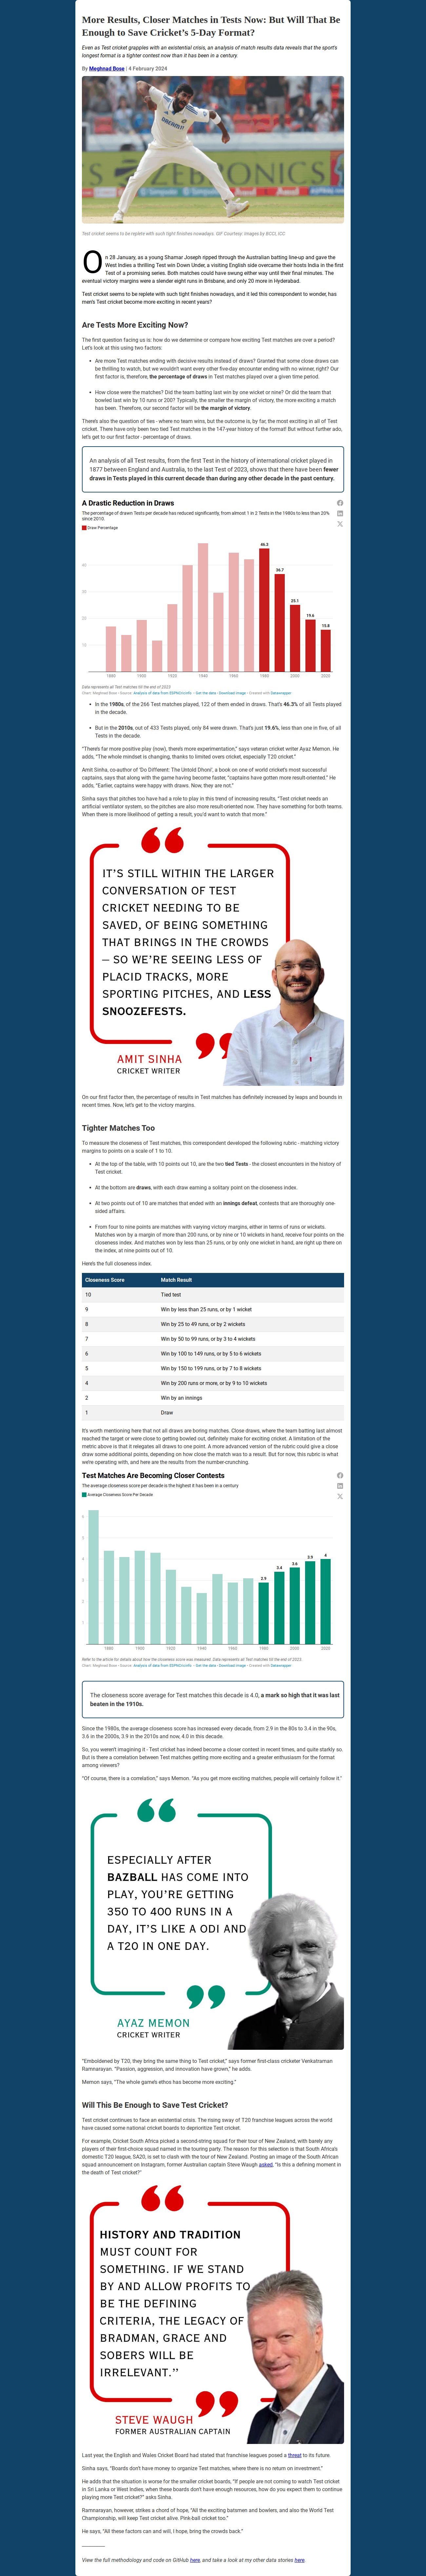 More Results, Closer Matches in Tests Now: But Will That Be
Enough to Save Cricket's 5-Day Format?
Even as Test cricket grapples with an existential crisis, an analysis of match results data reveals that the sport's
longest format is a tighter contest now than it has been in a century.
By Meghnad Bose | 4 February 2024
DREAM11
Test cricket seems to be replete with such tight finishes nowadays. GIF Courtesy: Images by BCCI, ICC
On 28 January, as a young Shamar Joseph ripped through the Australian batting line-up and gave the
West Indies a thrilling Test win Down Under, a visiting English side overcame their hosts India in the first
Test of a promising series. Both matches could have swung either way until their final minutes. The
eventual victory margins were a slender eight runs in Brisbane, and only 20 more in Hyderabad.
Test cricket seems to be replete with such tight finishes nowadays, and it led this correspondent to wonder, has
men's Test cricket become more exciting in recent years?
Are Tests More Exciting Now?
The first question facing us is: how do we determine or compare how exciting Test matches are over a period?
Let's look at this using two factors:
• Are more Test matches ending with decisive results instead of draws? Granted that some close draws can
be thrilling to watch, but we wouldn't want every other five-day encounter ending with no winner, right? Our
first factor is, therefore, the percentage of draws in Test matches played over a given time period.
• How close were the matches? Did the team batting last win by one wicket or nine? Or did the team that
bowled last win by 10 runs or 200? Typically, the smaller the margin of victory, the more exciting a match
has been. Therefore, our second factor will be the margin of victory.
There's also the question of ties - where no team wins, but the outcome is, by far, the most exciting in all of Test
cricket. There have only been two tied Test matches in the 147-year history of the format! But without further ado,
let's get to our first factor - percentage of draws.
An analysis of all Test results, from the first Test in the history of international cricket played in
1877 between England and Australia, to the last Test of 2023, shows that there have been fewer
draws in Tests played in this current decade than during any other decade in the past century.
A Drastic Reduction in Draws
The percentage of drawn Tests per decade has reduced significantly, from almost 1 in 2 Tests in the 1980s to less than 20%
since 2010.
Draw Percentage
46.3
40
36.7
30
25.1
20
19.6
15.8
10
1880 1900 1920 1940 1960 1980 2000 2020
Data represents all Test matches till the end of 2023
Chart: Meghnad Bose • Source: Analysis of data from ESPNCricinfo • Get the data • Download image • Created with Datawrapper
• In the 1980s, of the 266 Test matches played, 122 of them ended in draws. That's 46.3% of all Tests played
in the decade.
• But in the 2010s, out of 433 Tests played, only 84 were drawn. That's just 19.6%, less than one in five, of all
Tests in the decade.
"There's far more positive play (now), there's more experimentation," says veteran cricket writer Ayaz Memon. He
adds, "The whole mindset is changing, thanks to limited overs cricket, especially T20 cricket."
Amit Sinha, co-author of 'Do Different: The Untold Dhoni', a book on one of world cricket's most successful
captains, says that along with the game having become faster, "captains have gotten more result-oriented." He
adds, "Earlier, captains were happy with draws. Now, they are not."
Sinha says that pitches too have had a role to play in this trend of increasing results, "Test cricket needs an
artificial ventilator system, so the pitches are also more result-oriented now. They have something for both teams.
When there is more likelihood of getting a result, you'd want to watch that more."
IT'S STILL WITHIN THE LARGER
CONVERSATION OF TEST
CRICKET NEEDING TO BE
SAVED, OF BEING SOMETHING
THAT BRINGS IN THE CROWDS
— SO WE'RE SEEING LESS OF
PLACID TRACKS, MORE
SPORTING PITCHES, AND LESS
SNOOZEFESTS.
AMIT SINHA
CRICKET WRITER
On our first factor then, the percentage of results in Test matches has definitely increased by leaps and bounds in
recent times. Now, let's get to the victory margins.
Tighter Matches Too
To measure the closeness of Test matches, this correspondent developed the following rubric - matching victory
margins to points on a scale of 1 to 10.
• At the top of the table, with 10 points out 10, are the two tied Tests - the closest encounters in the history of
Test cricket.
• At the bottom are draws, with each draw earning a solitary point on the closeness index.
• At two points out of 10 are matches that ended with an innings defeat, contests that are thoroughly one-
sided affairs.
• From four to nine points are matches with varying victory margins, either in terms of runs or wickets.
Matches won by a margin of more than 200 runs, or by nine or 10 wickets in hand, receive four points on the
closeness index. And matches won by less than 25 runs, or by only one wicket in hand, are right up there on
the index, at nine points out of 10.
Here's the full closeness index.
Closeness Score Match Result
10 Tied test
9 Win by less than 25 runs, or by 1 wicket
8 Win by 25 to 49 runs, or by 2 wickets
7 Win by 50 to 99 runs, or by 3 to 4 wickets
6 Win by 100 to 149 runs, or by 5 to 6 wickets
5 Win by 150 to 199 runs, or by 7 to 8 wickets
4 Win by 200 runs or more, or by 9 to 10 wickets
2 Win by an innings
1 Draw
It's worth mentioning here that not all draws are boring matches. Close draws, where the team batting last almost
reached the target or were close to getting bowled out, definitely make for exciting cricket. A limitation of the
metric above is that it relegates all draws to one point. A more advanced version of the rubric could give a close
draw some additional points, depending on how close the match was to a result. But for now, this rubric is what
we're operating with, and here are the results from the number-crunching.
Test Matches Are Becoming Closer Contests
The average closeness score per decade is the highest it has been in a century.
Average Closeness Score Per Decade
6
5
4
3
2
1
2.9
3.4
3.6
3.9
4
1880 1900 1920 1940 1960 1980 2000 2020
Refer to the article for details about how the closeness score was measured. Data represents all Test matches till the end of 2023
Chart: Meghnad Bose • Source: Analysis of data from ESPNCricinfo • Get the data • Download image • Created with Datawrapper
The closeness score average for Test matches this decade is 4.0, a mark so high that it was last
beaten in the 1910s.
Since the 1980s, the average closeness score has increased every decade, from 2.9 in the 80s to 3.4 in the 90s,
3.6 in the 2000s, 3.9 in the 2010s and now, 4.0 in this decade.
So, you weren't imagining it - Test cricket has indeed become a closer contest in recent times, and quite starkly so.
But is there a correlation between Test matches getting more exciting and a greater enthusiasm for the format
among viewers?
"Of course, there is a correlation," says Memon. "As you get more exciting matches, people will certainly follow it."
ESPECIALLY AFTER
BAZBALL HAS COME INTO
PLAY, YOU'RE GETTING
350 TO 400 RUNS IN A
DAY, IT'S LIKE A ODI AND
A T20 IN ONE DAY.
AYAZ MEMON
CRICKET WRITER
"Emboldened by T20, they bring the same thing to Test cricket," says former first-class cricketer Venkatraman
Ramnarayan. "Passion, aggression, and innovation have grown," he adds.
Memon says, "The whole game's ethos has become more exciting."
Will This Be Enough to Save Test Cricket?
Test cricket continues to face an existential crisis. The rising sway of T20 franchise leagues across the world
have caused some national cricket boards to deprioritize Test cricket.
For example, Cricket South Africa picked a second-string squad for their tour of New Zealand, with barely any
players of their first-choice squad named in the touring party. The reason for this selection is that South Africa's
domestic T20 league, SA20, is set to clash with the tour of New Zealand. Posting an image of the South African
squad announcement on Instagram, former Australian captain Steve Waugh asked, "Is this a defining moment in
the death of Test cricket?"
HISTORY AND TRADITION
MUST COUNT FOR
SOMETHING. IF WE STAND
BY AND ALLOW PROFITS TO
BE THE DEFINING
CRITERIA, THE LEGACY OF
BRADMAN, GRACE AND
SOBERS WILL BE
IRRELEVANT."
STEVE WAUGH
FORMER AUSTRALIAN CAPTAIN
Last year, the English and Wales Cricket Board had stated that franchise leagues posed a threat to its future.
Sinha says, "Boards don't have money to organize Test matches, where there is no return on investment."
He adds that the situation is worse for the smaller cricket boards, "If people are not coming to watch Test cricket
in Sri Lanka or West Indies, when these boards don't have enough resources, how do you expect them to continue
playing more Test cricket?" asks Sinha.
Ramnarayan, however, strikes a chord of hope, "All the exciting batsmen and bowlers, and also the World Test
Championship, will keep Test cricket alive. Pink-ball cricket too."
He says, "All these factors can and will, I hope, bring the crowds back."
View the full methodology and code on GitHub here, and take a look at my other data stories here.